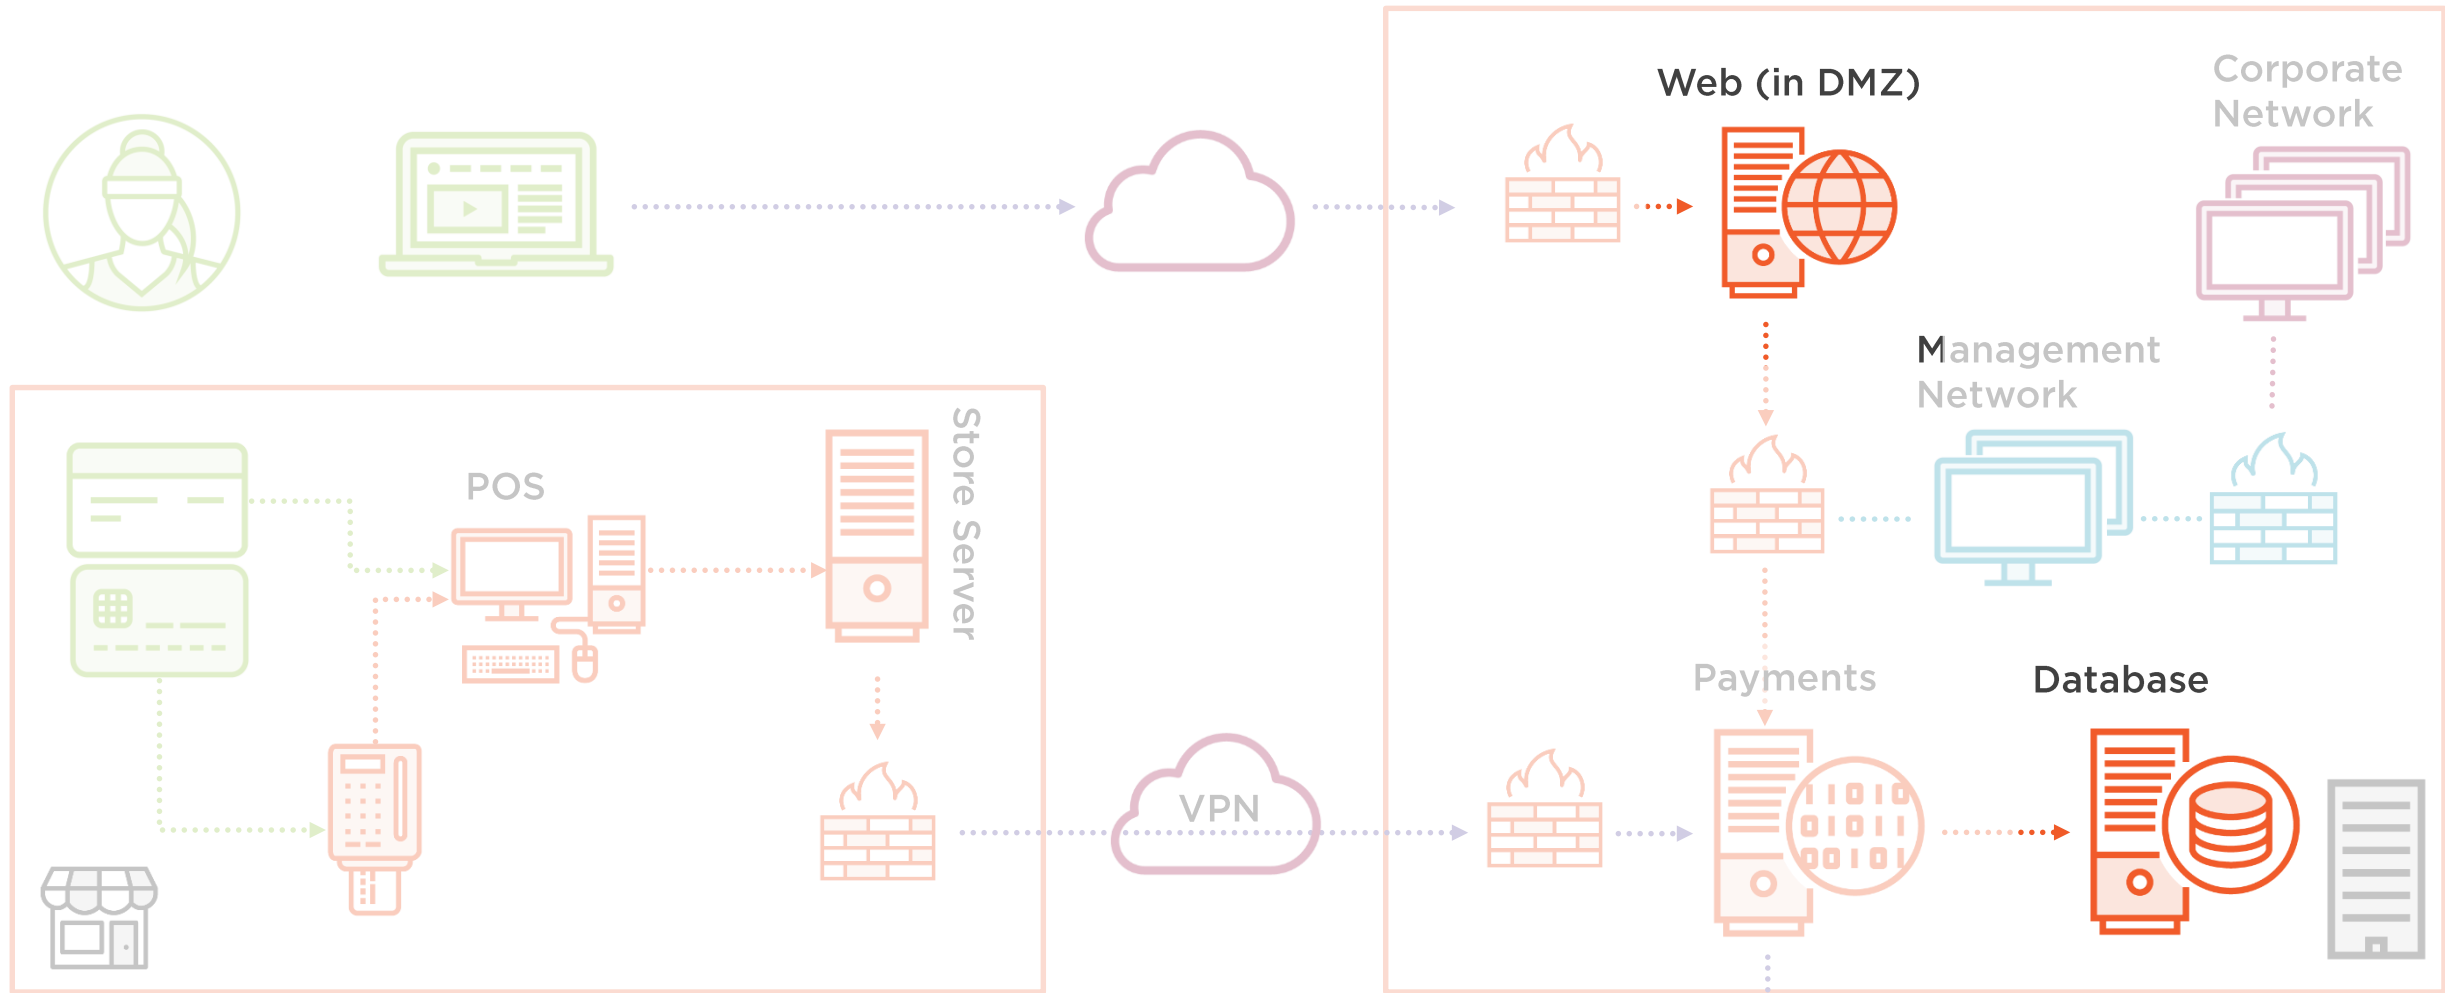 Web (in DMZ)
Corporate
Network
Management
Network
Store Server
POS
Payments
Database
VPN